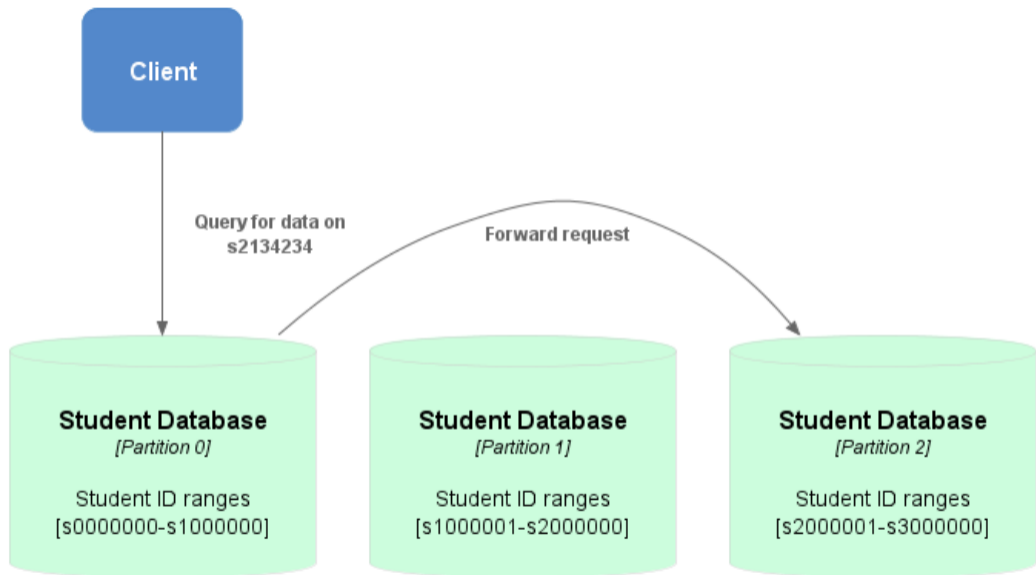 Client
Query for data on
s2134234
Forward request
Student Database
[Partition 0]
Student ID ranges
[s0000000-s1000000]
Student Database
[Partition 1]
Student ID ranges
[s1000001-s2000000]
Student Database
[Partition 2]
Student ID ranges
[s2000001-s3000000]